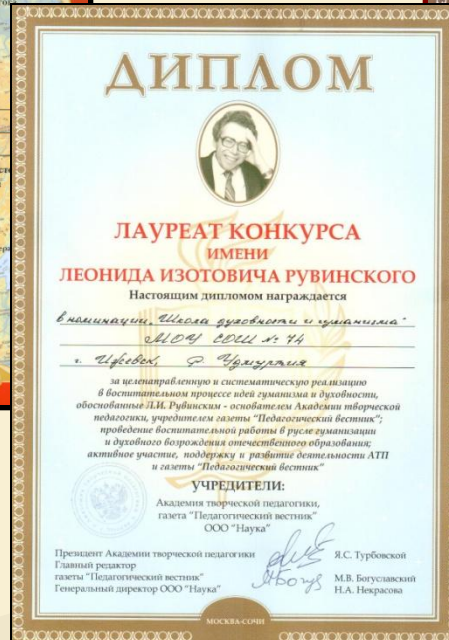 ДИПЛОМ
ЛАУРЕАТ КОНКУРСА
ИМЕНИ
ЛЕОНИДА ИЗОТОВИЧА РУВИНСКОГО
Настоящим дипломом награждается
в номинации "Школа духовности и гуманизма"
МОУ СОШ № 74
г. Ижевск, Р. Удмуртия
за целенаправленную и систематическую реализацию
в воспитательном процессе идей гуманизма и духовности,
обоснованные Л.И. Рувинским - основателем Академии творческой
педагогики, учредителем газеты "Педагогический вестник";
проведение воспитательной работы в русле гуманизации
и духовного возрождения отечественного образования;
активное участие, поддержку и развитие деятельности АТП
и газеты "Педагогический вестник"
УЧРЕДИТЕЛИ:
Академия творческой педагогики,
газета "Педагогический вестник"
ООО "Наука"
Президент Академии творческой педагогики Я.С. Турбовской
Главный редактор
газеты "Педагогический вестник" М.В. Богуславский
Генеральный директор ООО "Наука" Н.А. Некрасова
МОСКВА-СОЧИ